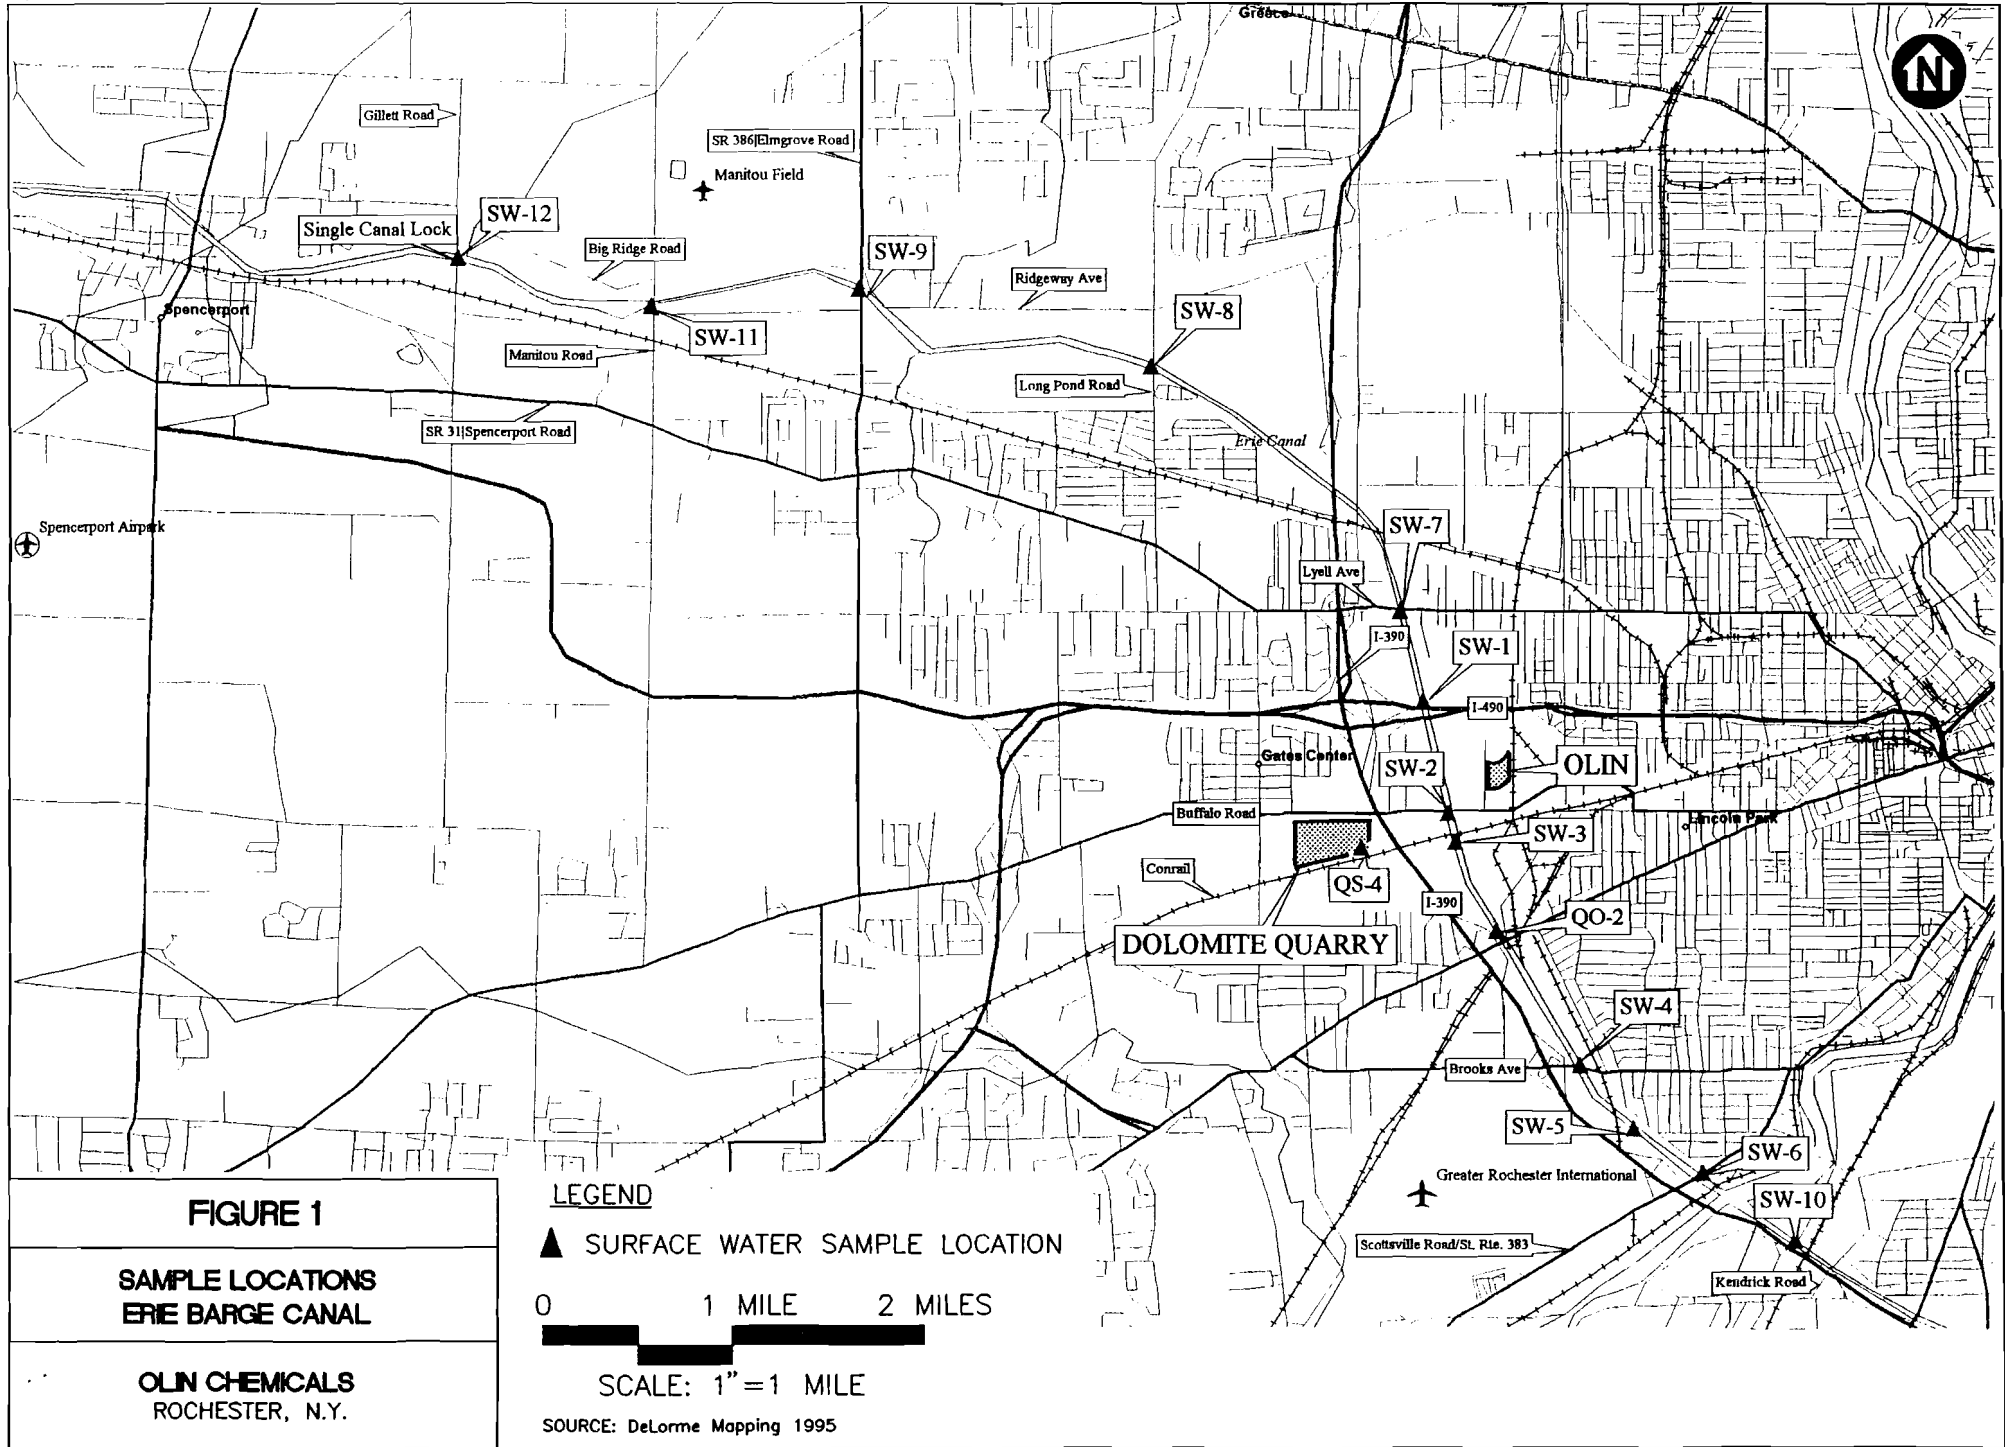 Greece
N
Gillett Road
SR 386|Elmgrove Road
Manitou Field
SW-12
Single Canal Lock
Big Ridge Road
SW-9
Ridgeway Ave
Spencerport
SW-11
SW-8
Manitou Road
Long Pond Road
SR 31|Spencerport Road
Erie Canal
Spencerport Airpark
SW-7
Lyell Ave
I-390
SW-1
I-490
Gates Center
SW-2
OLIN
Buffalo Road
Lincoln Park
SW-3
Conrail
QS-4
I-390
QO-2
DOLOMITE QUARRY
SW-4
Brooks Ave
SW-5
SW-6
Greater Rochester International
SW-10
Scottsville Road/St. Rte. 383
Kendrick Road
FIGURE 1
SAMPLE LOCATIONS
ERIE BARGE CANAL
OLIN CHEMICALS
ROCHESTER, N.Y.
LEGEND
SURFACE WATER SAMPLE LOCATION
0 1 MILE 2 MILES
SCALE: 1"=1 MILE
SOURCE: DeLorme Mapping 1995